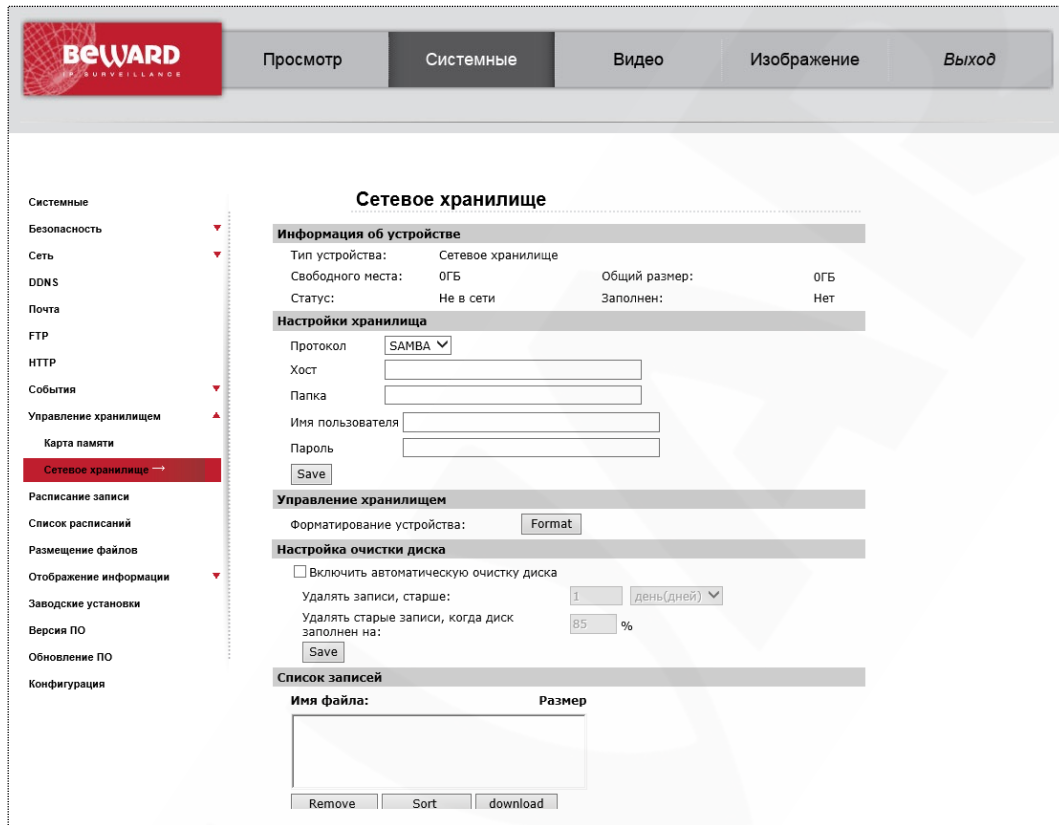 BEWARD
IP SURVEILLANCE
Просмотр
Системные
Видео
Изображение
Выход
Системные
Безопасность
Сеть
DDNS
Почта
FTP
HTTP
События
Управление хранилищем
Карта памяти
Сетевое хранилище →
Расписание записи
Список расписаний
Размещение файлов
Отображение информации
Заводские установки
Версия ПО
Обновление ПО
Конфигурация
Сетевое хранилище
Информация об устройстве
Тип устройства: Сетевое хранилище
Свободного места: 0ГБ Общий размер: 0ГБ
Статус: Не в сети Заполнен: Нет
Настройки хранилища
Протокол SAMBA
Хост
Папка
Имя пользователя
Пароль
Save
Управление хранилищем
Форматирование устройства: Format
Настройка очистки диска
Включить автоматическую очистку диска
Удалять записи, старше: 1 день(дней)
Удалять старые записи, когда диск
заполнен на: 85 %
Save
Список записей
Имя файла: Размер
Remove Sort download